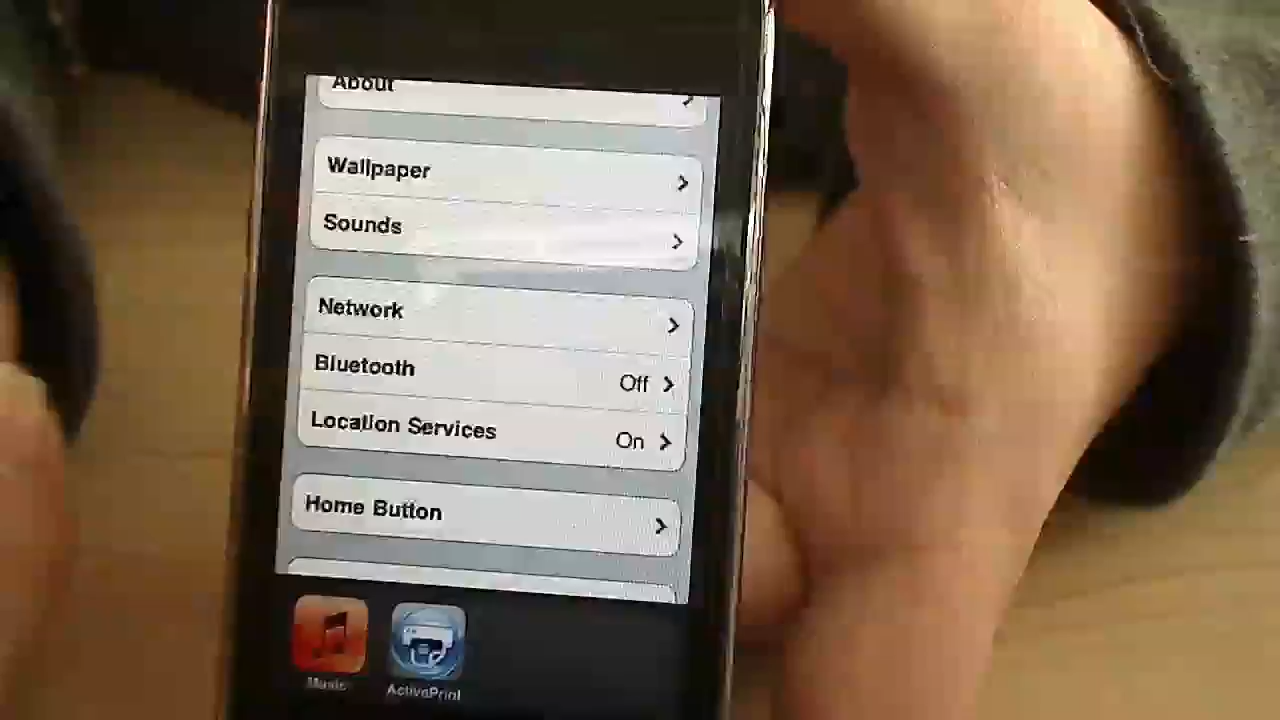 About
Wallpaper
Sounds
Network
Bluetooth Off
Location Services On
Home Button
Music
ActivePrint